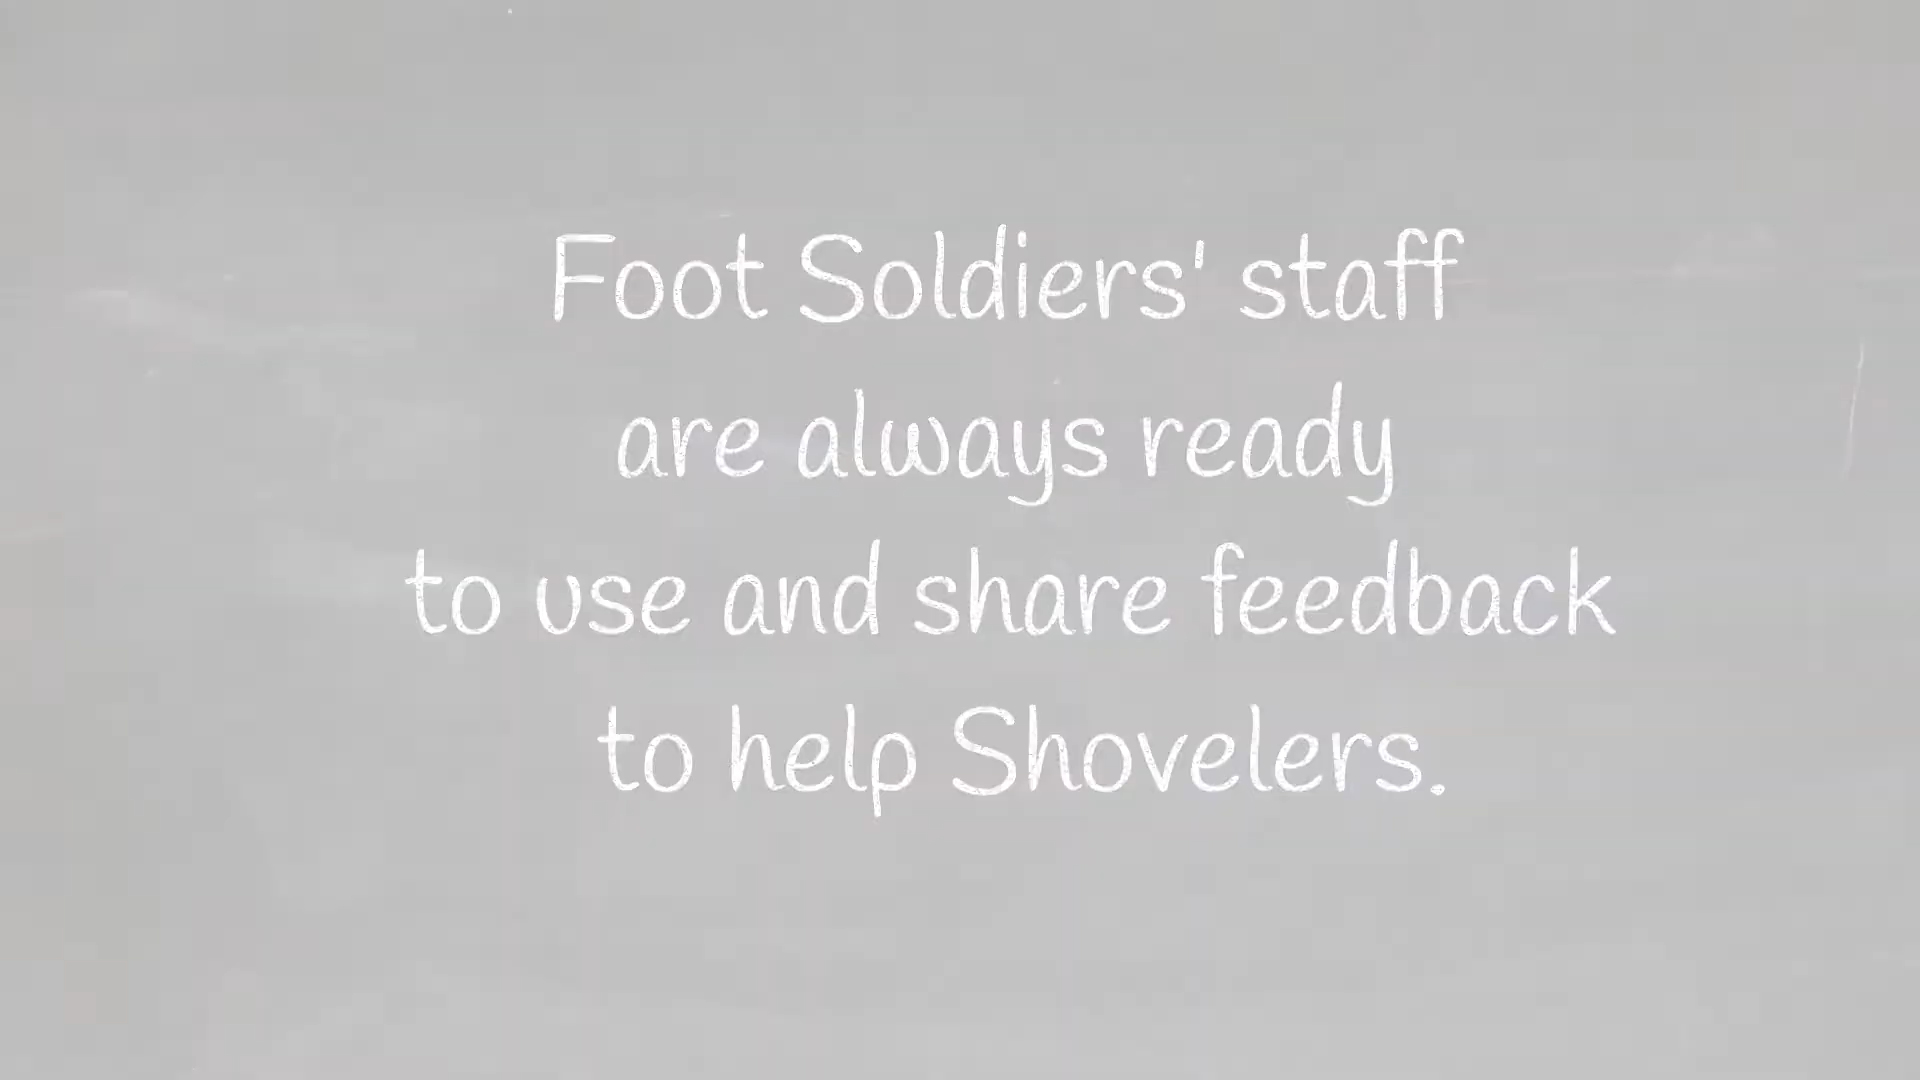 Foot Soldiers' staff
are always ready
to use and share feedback
to help Shovelers.